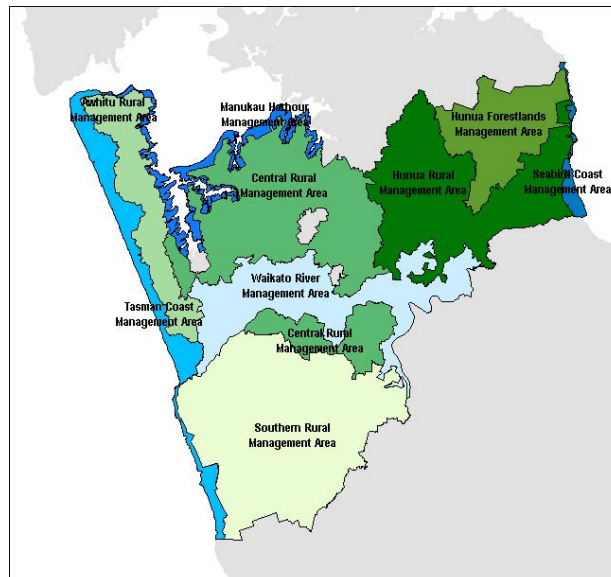 Awhitu Rural
Management Area
Manukau Harbour
Management Area
Hunua Forestlands
Management Area
Central Rural
Management Area
Hunua Rural
Management Area
Seabird Coast
Management Area
Waikato River
Management Area
Tasman Coast
Management Area
Central Rural
Management Area
Southern Rural
Management Area